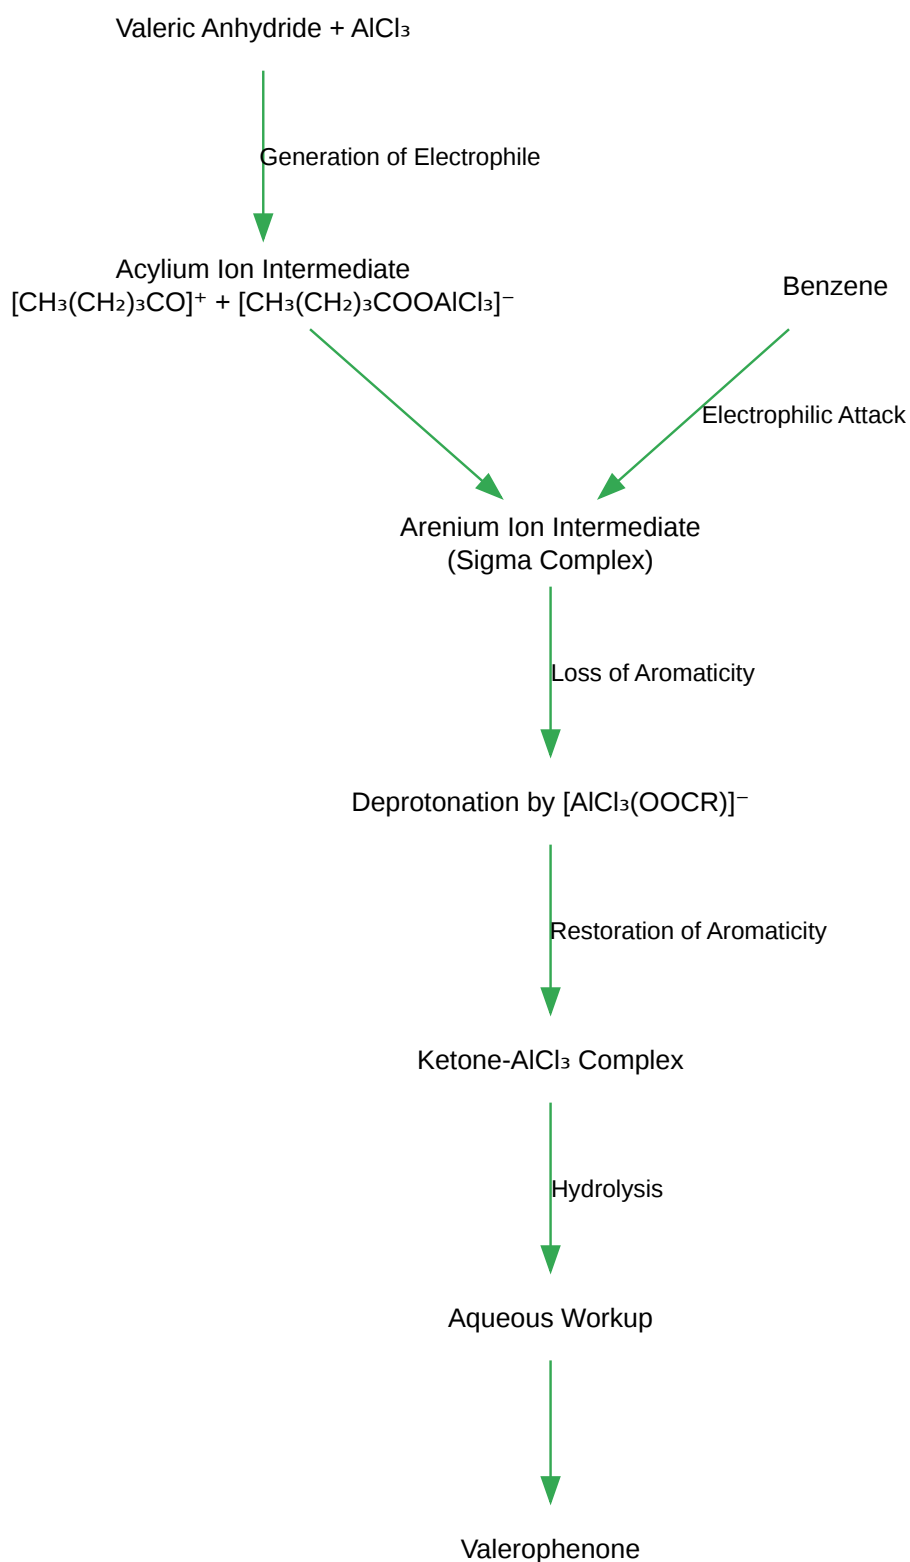 Valeric Anhydride + AlCl₃
Generation of Electrophile
Acylium Ion Intermediate
[CH₃(CH₂)₃CO]⁺ + [CH₃(CH₂)₃COOAlCl₃]⁻
Benzene
Electrophilic Attack
Arenium Ion Intermediate
(Sigma Complex)
Loss of Aromaticity
Deprotonation by [AlCl₃(OOCR)]⁻
Restoration of Aromaticity
Ketone-AlCl₃ Complex
Hydrolysis
Aqueous Workup
Valerophenone